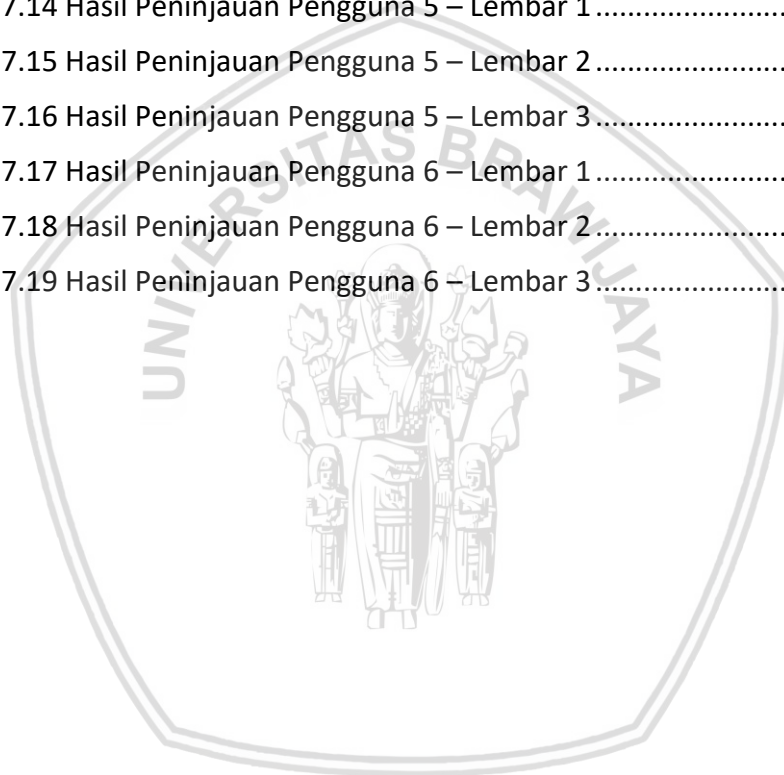 7.14 Hasil Peninjauan Pengguna 5 – Lembar 1........................
7.15 Hasil Peninjauan Pengguna 5 – Lembar 2........................
7.16 Hasil Peninjauan Pengguna 5 – Lembar 3........................
7.17 Hasil Peninjauan Pengguna 6 – Lembar 1........................
7.18 Hasil Peninjauan Pengguna 6 – Lembar 2........................
7.19 Hasil Peninjauan Pengguna 6 – Lembar 3........................
UNIVERSITAS BRAWIJAYA